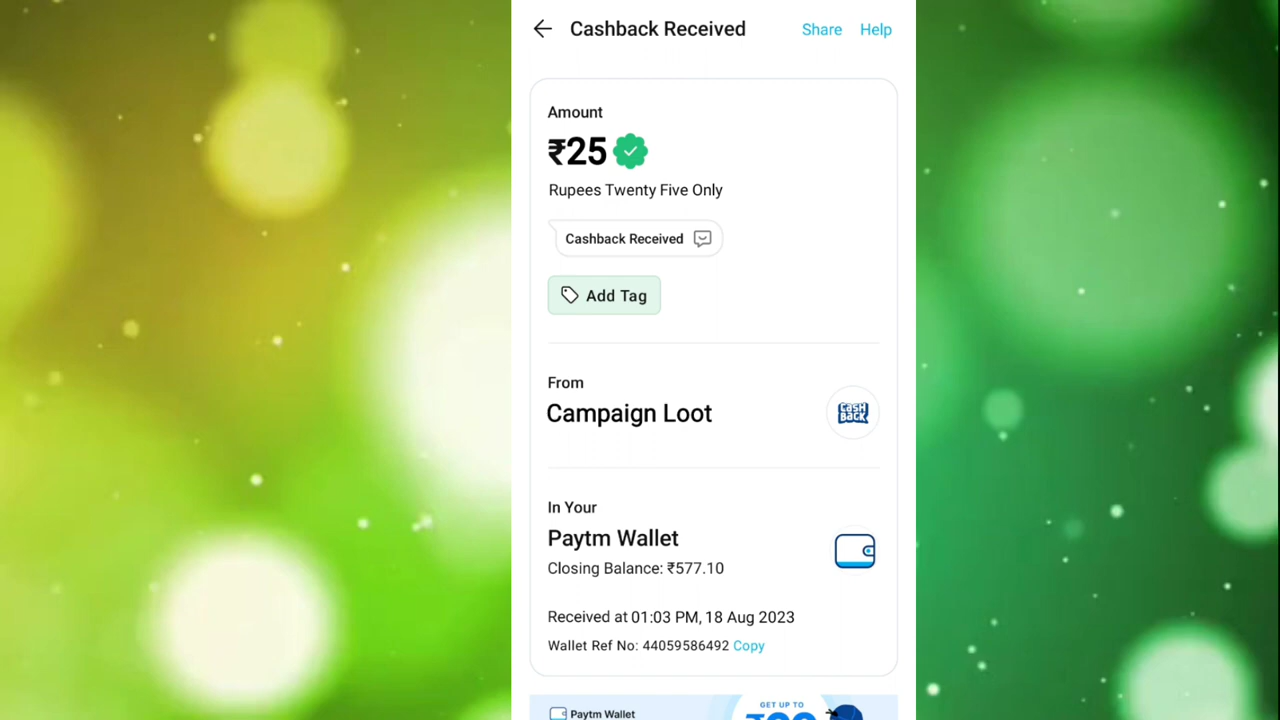 Cashback Received
Share
Help
Amount
₹25
Rupees Twenty Five Only
Cashback Received
Add Tag
From
Campaign Loot
CASH
BACK
In Your
Paytm Wallet
Closing Balance: ₹577.10
Received at 01:03 PM, 18 Aug 2023
Wallet Ref No: 44059586492 Copy
GET UP TO
Paytm Wallet